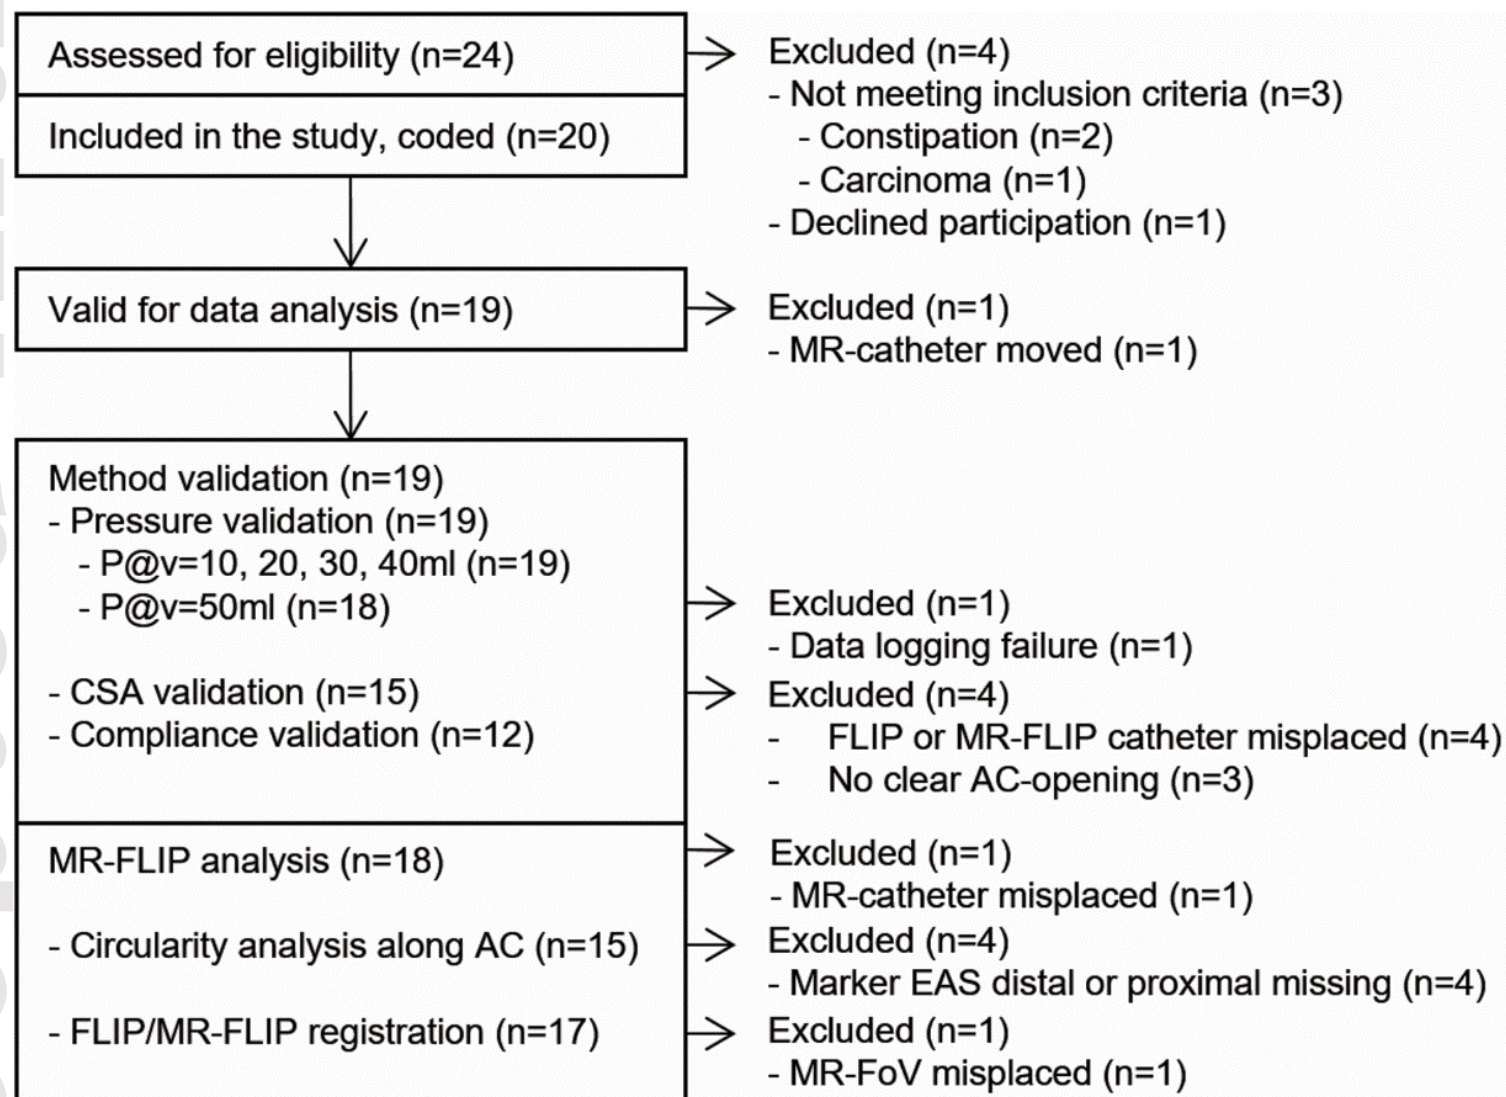 Assessed for eligibility (n=24)
Included in the study, coded (n=20)
Excluded (n=4)
- Not meeting inclusion criteria (n=3)
- Constipation (n=2)
- Carcinoma (n=1)
- Declined participation (n=1)
Valid for data analysis (n=19)
Excluded (n=1)
- MR-catheter moved (n=1)
Method validation (n=19)
- Pressure validation (n=19)
- P@v=10, 20, 30, 40ml (n=19)
- P@v=50ml (n=18)
Excluded (n=1)
- Data logging failure (n=1)
- CSA validation (n=15)
- Compliance validation (n=12)
Excluded (n=4)
- FLIP or MR-FLIP catheter misplaced (n=4)
- No clear AC-opening (n=3)
MR-FLIP analysis (n=18)
Excluded (n=1)
- MR-catheter misplaced (n=1)
- Circularity analysis along AC (n=15)
Excluded (n=4)
- Marker EAS distal or proximal missing (n=4)
- FLIP/MR-FLIP registration (n=17)
Excluded (n=1)
- MR-FoV misplaced (n=1)